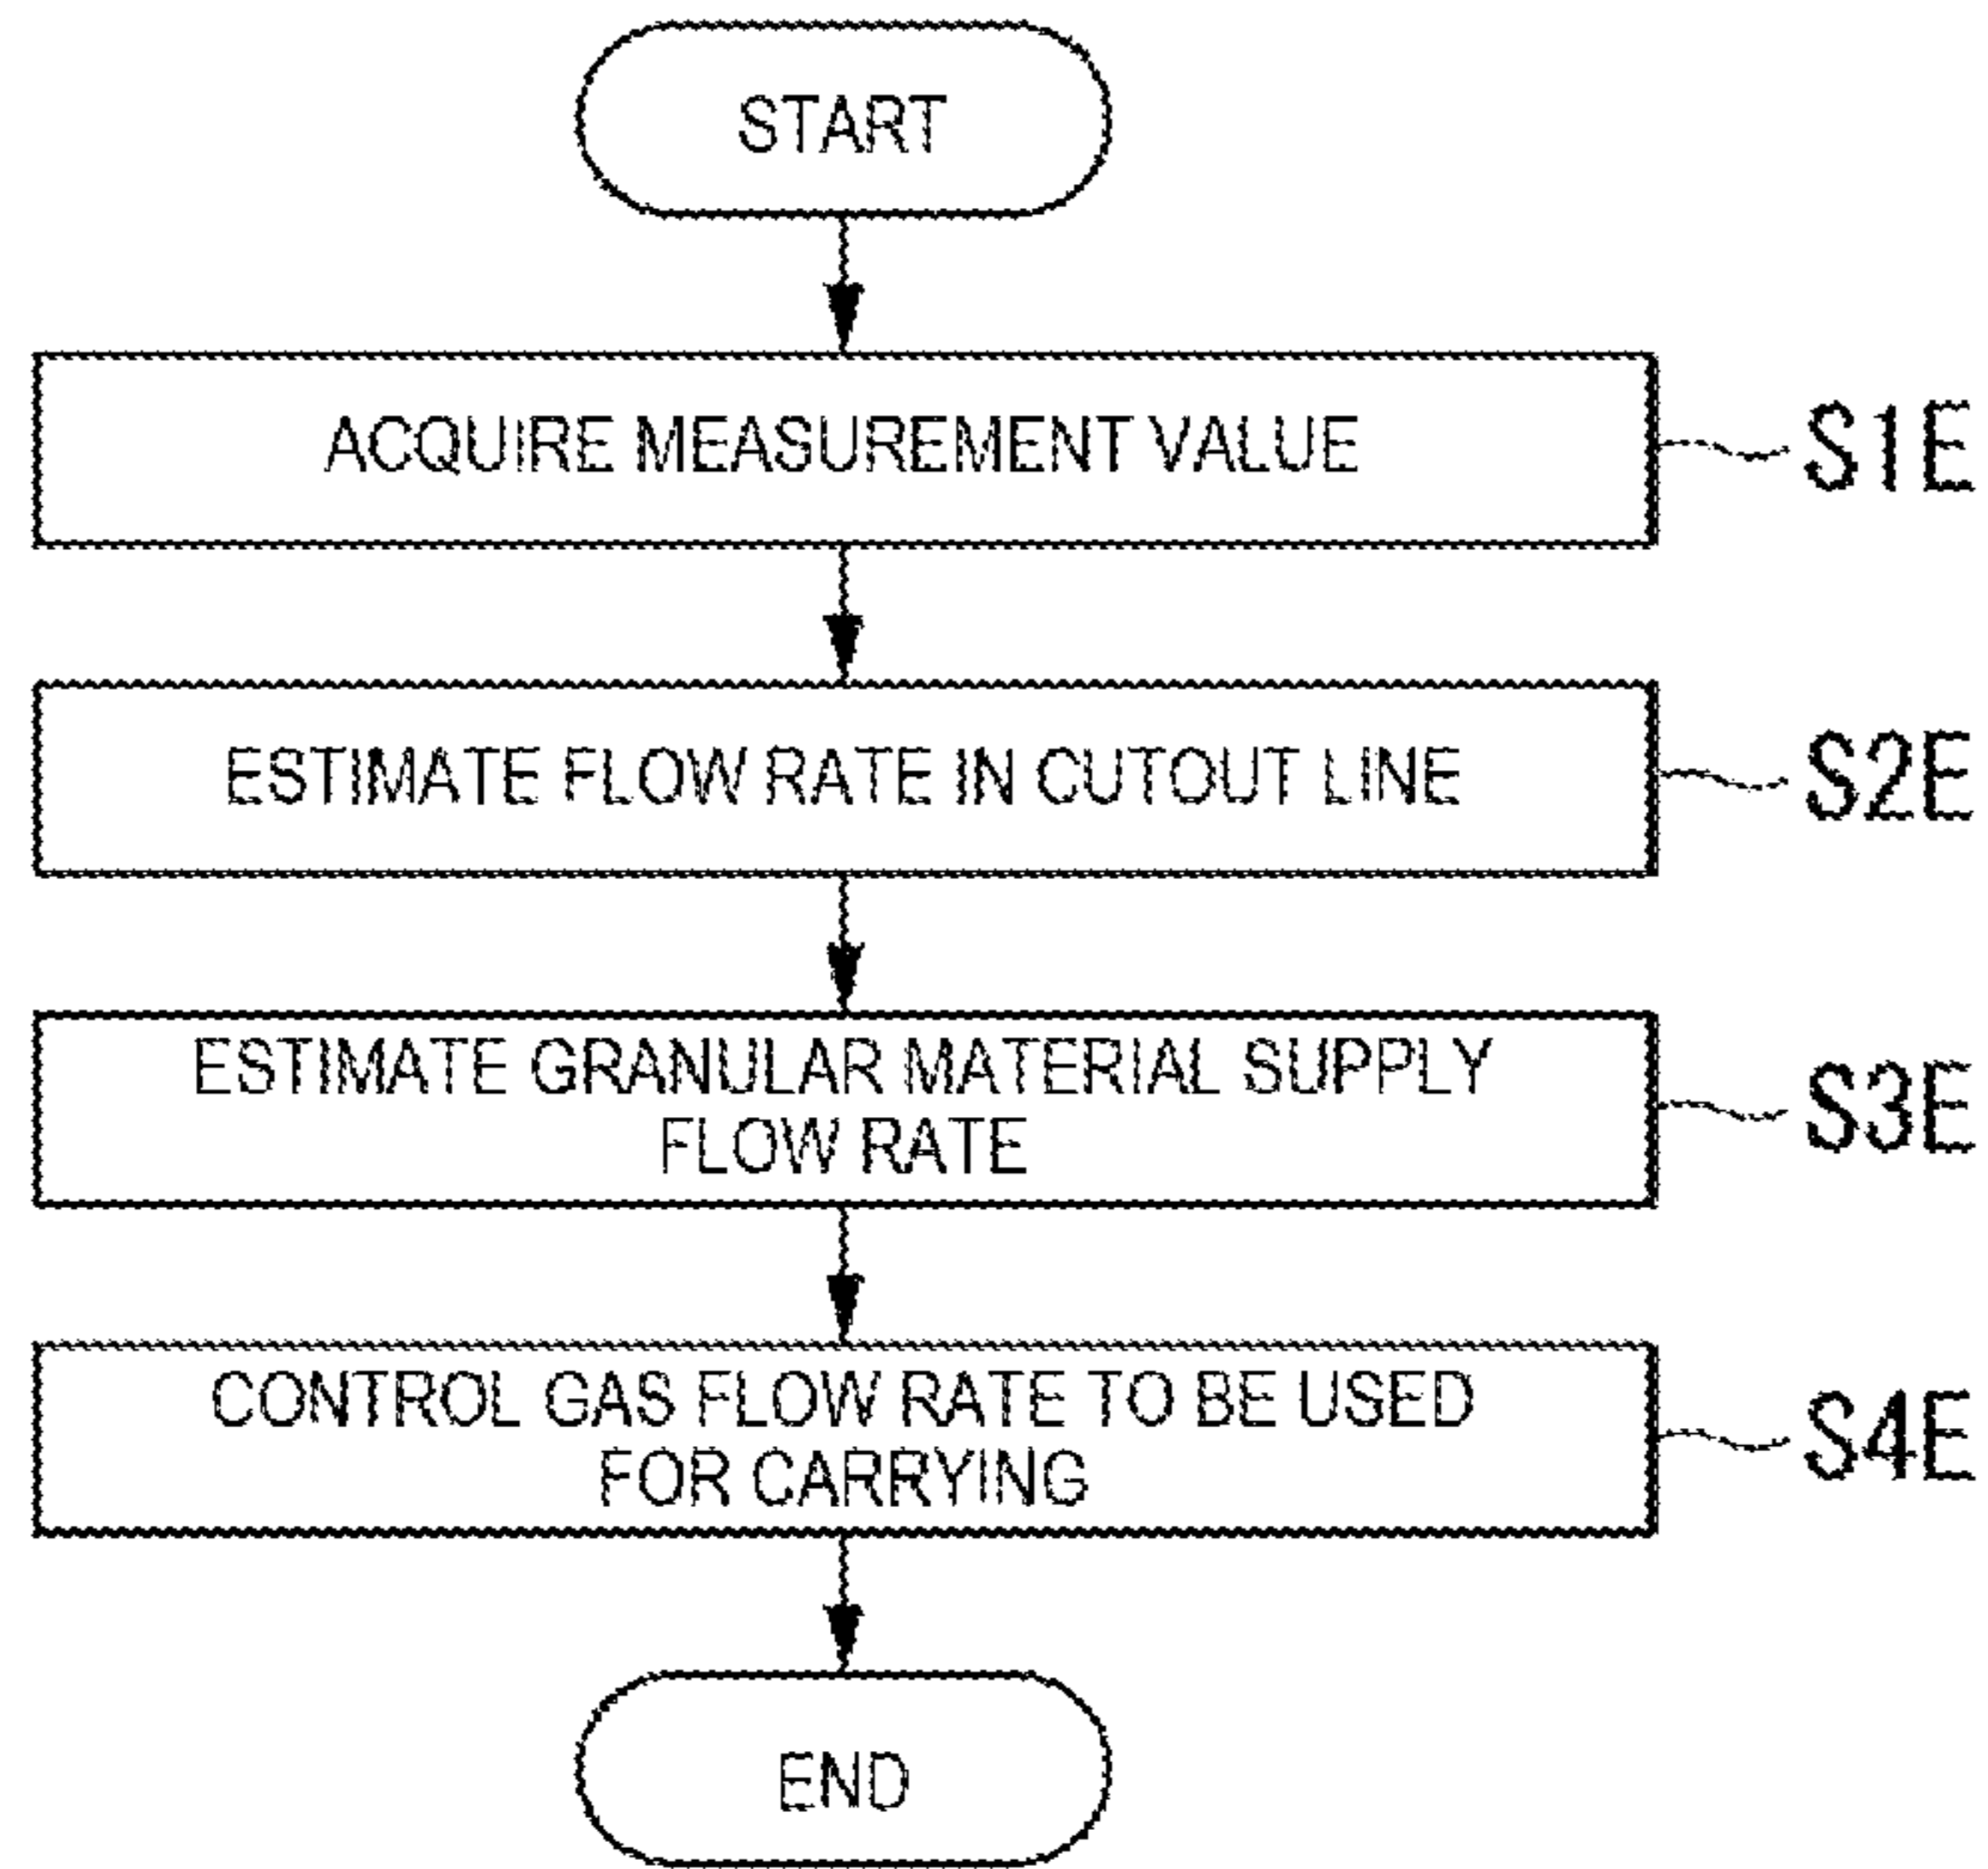 START
ACQUIRE MEASUREMENT VALUE
S1E
ESTIMATE FLOW RATE IN CUTOUT LINE
S2E
ESTIMATE GRANULAR MATERIAL SUPPLY
FLOW RATE
S3E
CONTROL GAS FLOW RATE TO BE USED
FOR CARRYING
S4E
END